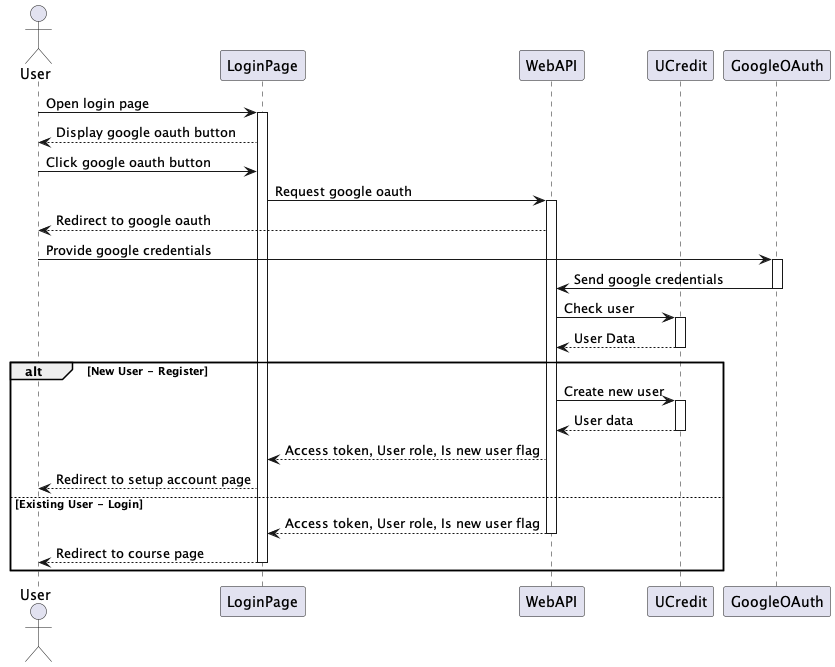 User
LoginPage
WebAPI
UCredit
GoogleOAuth
Open login page
Display google oauth button
Click google oauth button
Request google oauth
Redirect to google oauth
Provide google credentials
Send google credentials
Check user
User Data
alt [New User - Register]
Create new user
User data
Access token, User role, Is new user flag
Redirect to setup account page
[Existing User - Login]
Access token, User role, Is new user flag
Redirect to course page
User
LoginPage
WebAPI
UCredit
GoogleOAuth